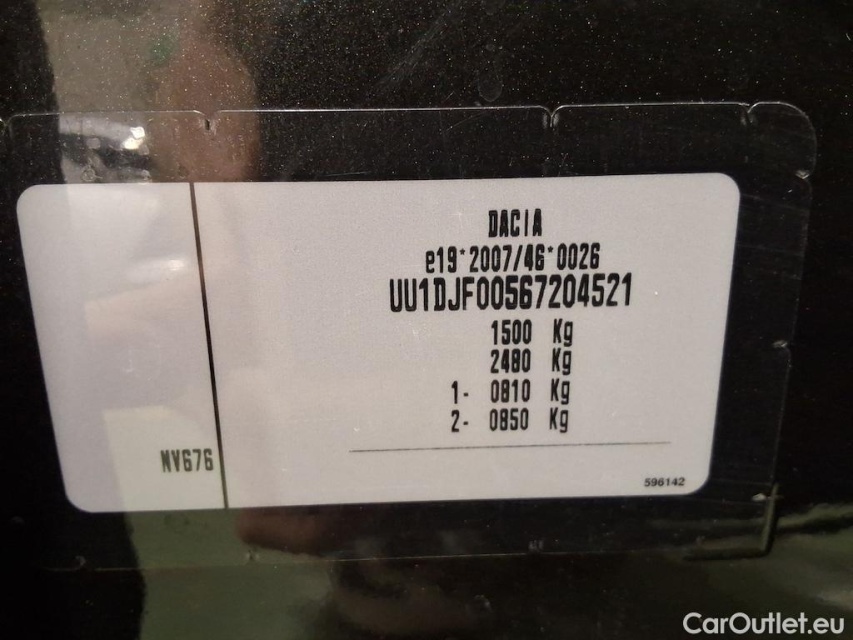 DACIA
e19*2007/46*0026
UU1DJF00567204521
1500 Kg
2480 Kg
1- 0810 Kg
2- 0850 Kg
NV676
596142
CarOutlet.eu